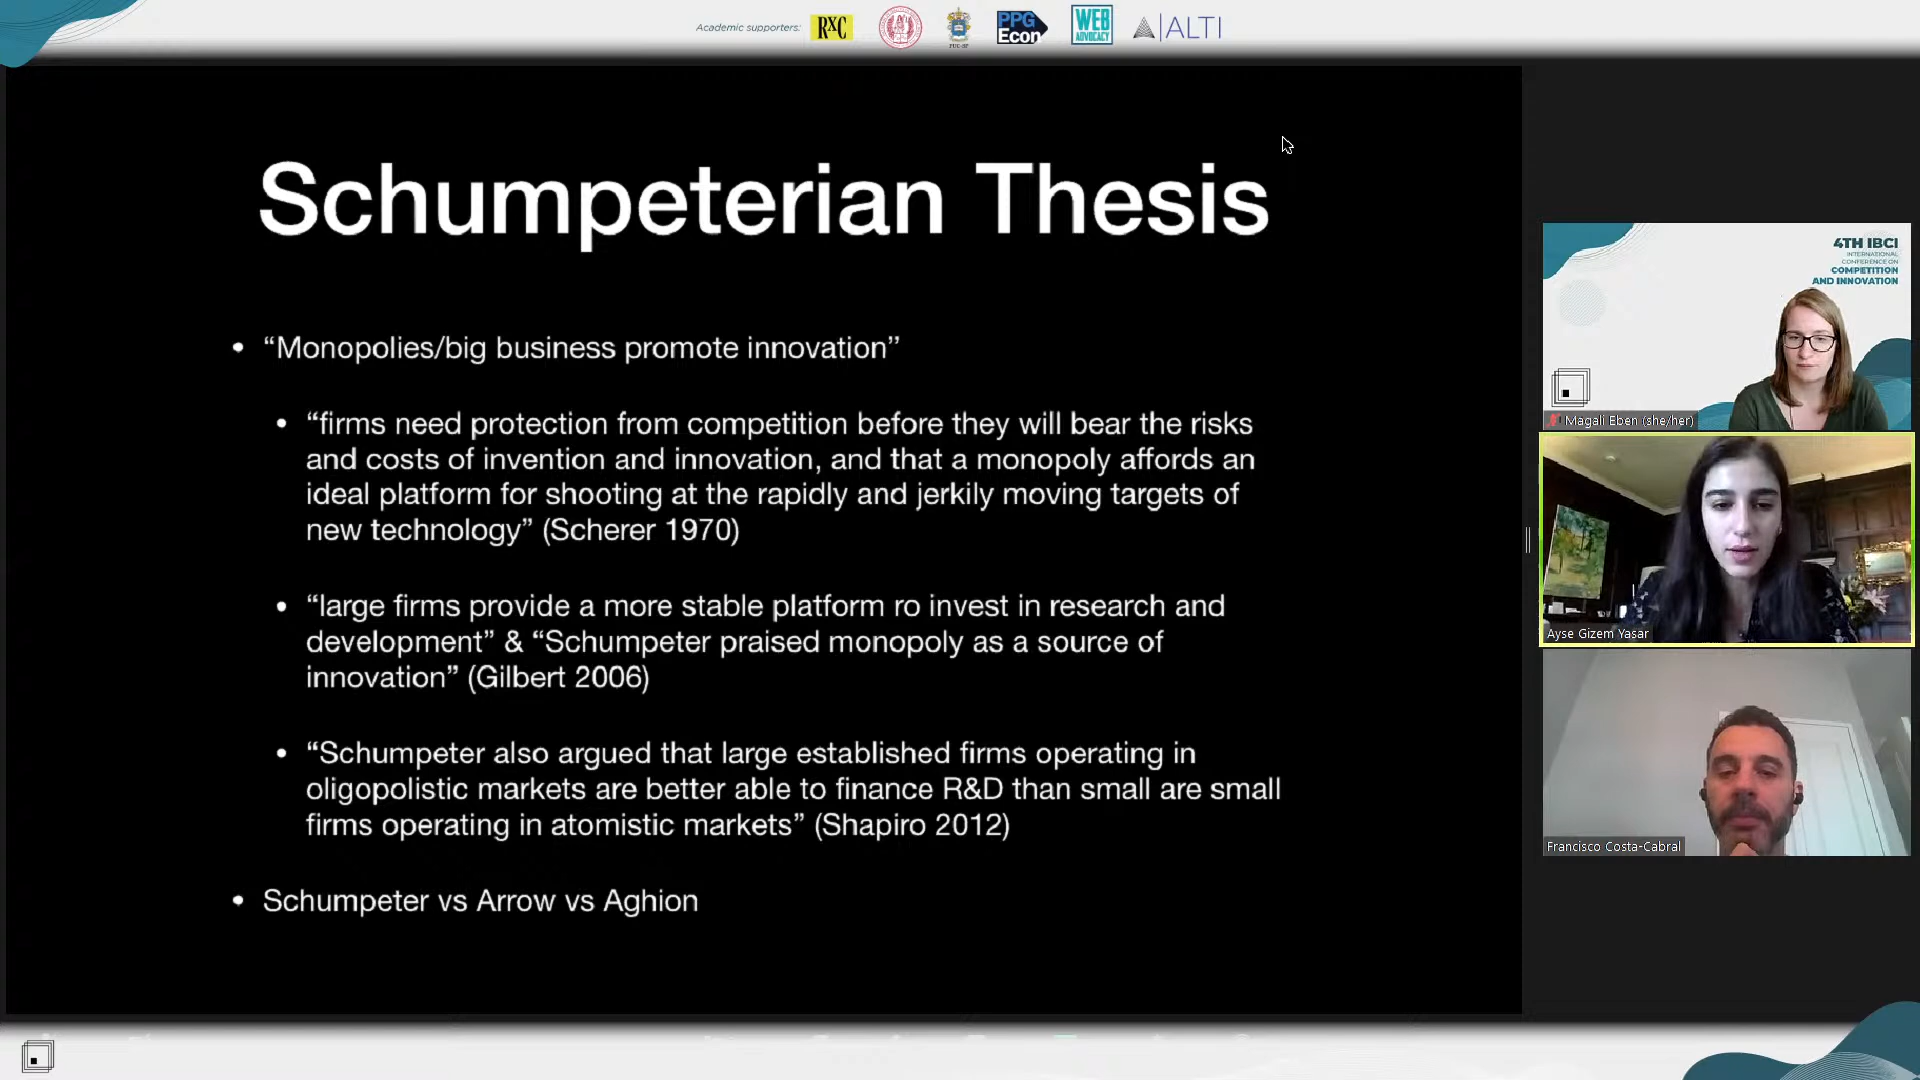 Academic supporters:
RXC
PUC-SP
PPG
Econ
WEB
ADVOCACY
ALTI
Schumpeterian Thesis
• “Monopolies/big business promote innovation”
• “firms need protection from competition before they will bear the risks
and costs of invention and innovation, and that a monopoly affords an
ideal platform for shooting at the rapidly and jerkily moving targets of
new technology” (Scherer 1970)
• “large firms provide a more stable platform ro invest in research and
development” & “Schumpeter praised monopoly as a source of
innovation” (Gilbert 2006)
• “Schumpeter also argued that large established firms operating in
oligopolistic markets are better able to finance R&D than small are small
firms operating in atomistic markets” (Shapiro 2012)
• Schumpeter vs Arrow vs Aghion
4TH IBCI
INTERNATIONAL
CONFERENCE ON
COMPETITION
AND INNOVATION
Magali Eben (she/her)
Ayse Gizem Yasar
Francisco Costa-Cabral